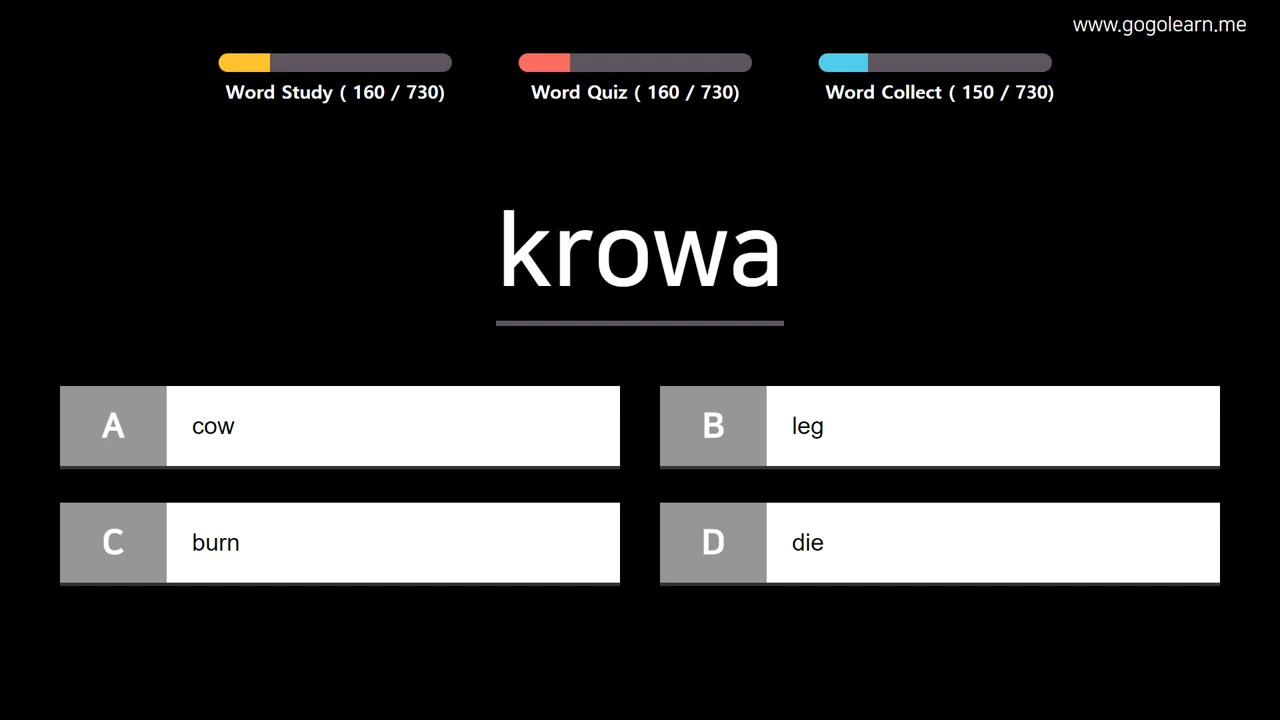 www.gogolearn.me
Word Study ( 160 / 730)
Word Quiz ( 160 / 730)
Word Collect ( 150 / 730)
krowa
A cow
B leg
C burn
D die